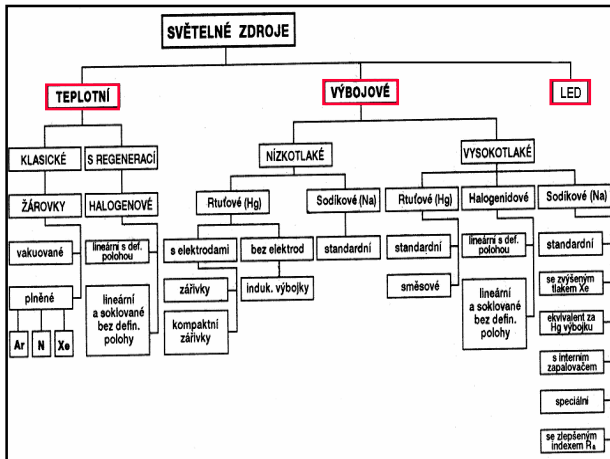 SVĚTELNÉ ZDROJE
TEPLOTNÍ
VÝBOJOVÉ
LED
KLASICKÉ
S REGENERACÍ
NÍZKOTLAKÉ
VYSOKOTLAKÉ
ŽÁROVKY
HALOGENOVÉ
Rtuťové (Hg)
Sodíkové (Na)
Rtuťové (Hg)
Halogenidové
Sodíkové (Na)
vakuované
lineární s def.
polohou
s elektrodami
bez elektrod
standardní
standardní
lineární s def.
polohou
standardní
plněné
Ar
N
Xe
lineární
a soklované
bez defin.
polohy
zářivky
kompaktní
zářivky
induk. výbojky
směsové
lineární
a soklované
bez defin.
polohy
se zvýšeným
tlakem Xe
ekvivalent za
Hg výbojku
s interním
zapalovačem
speciální
se zlepšeným
indexem Ra